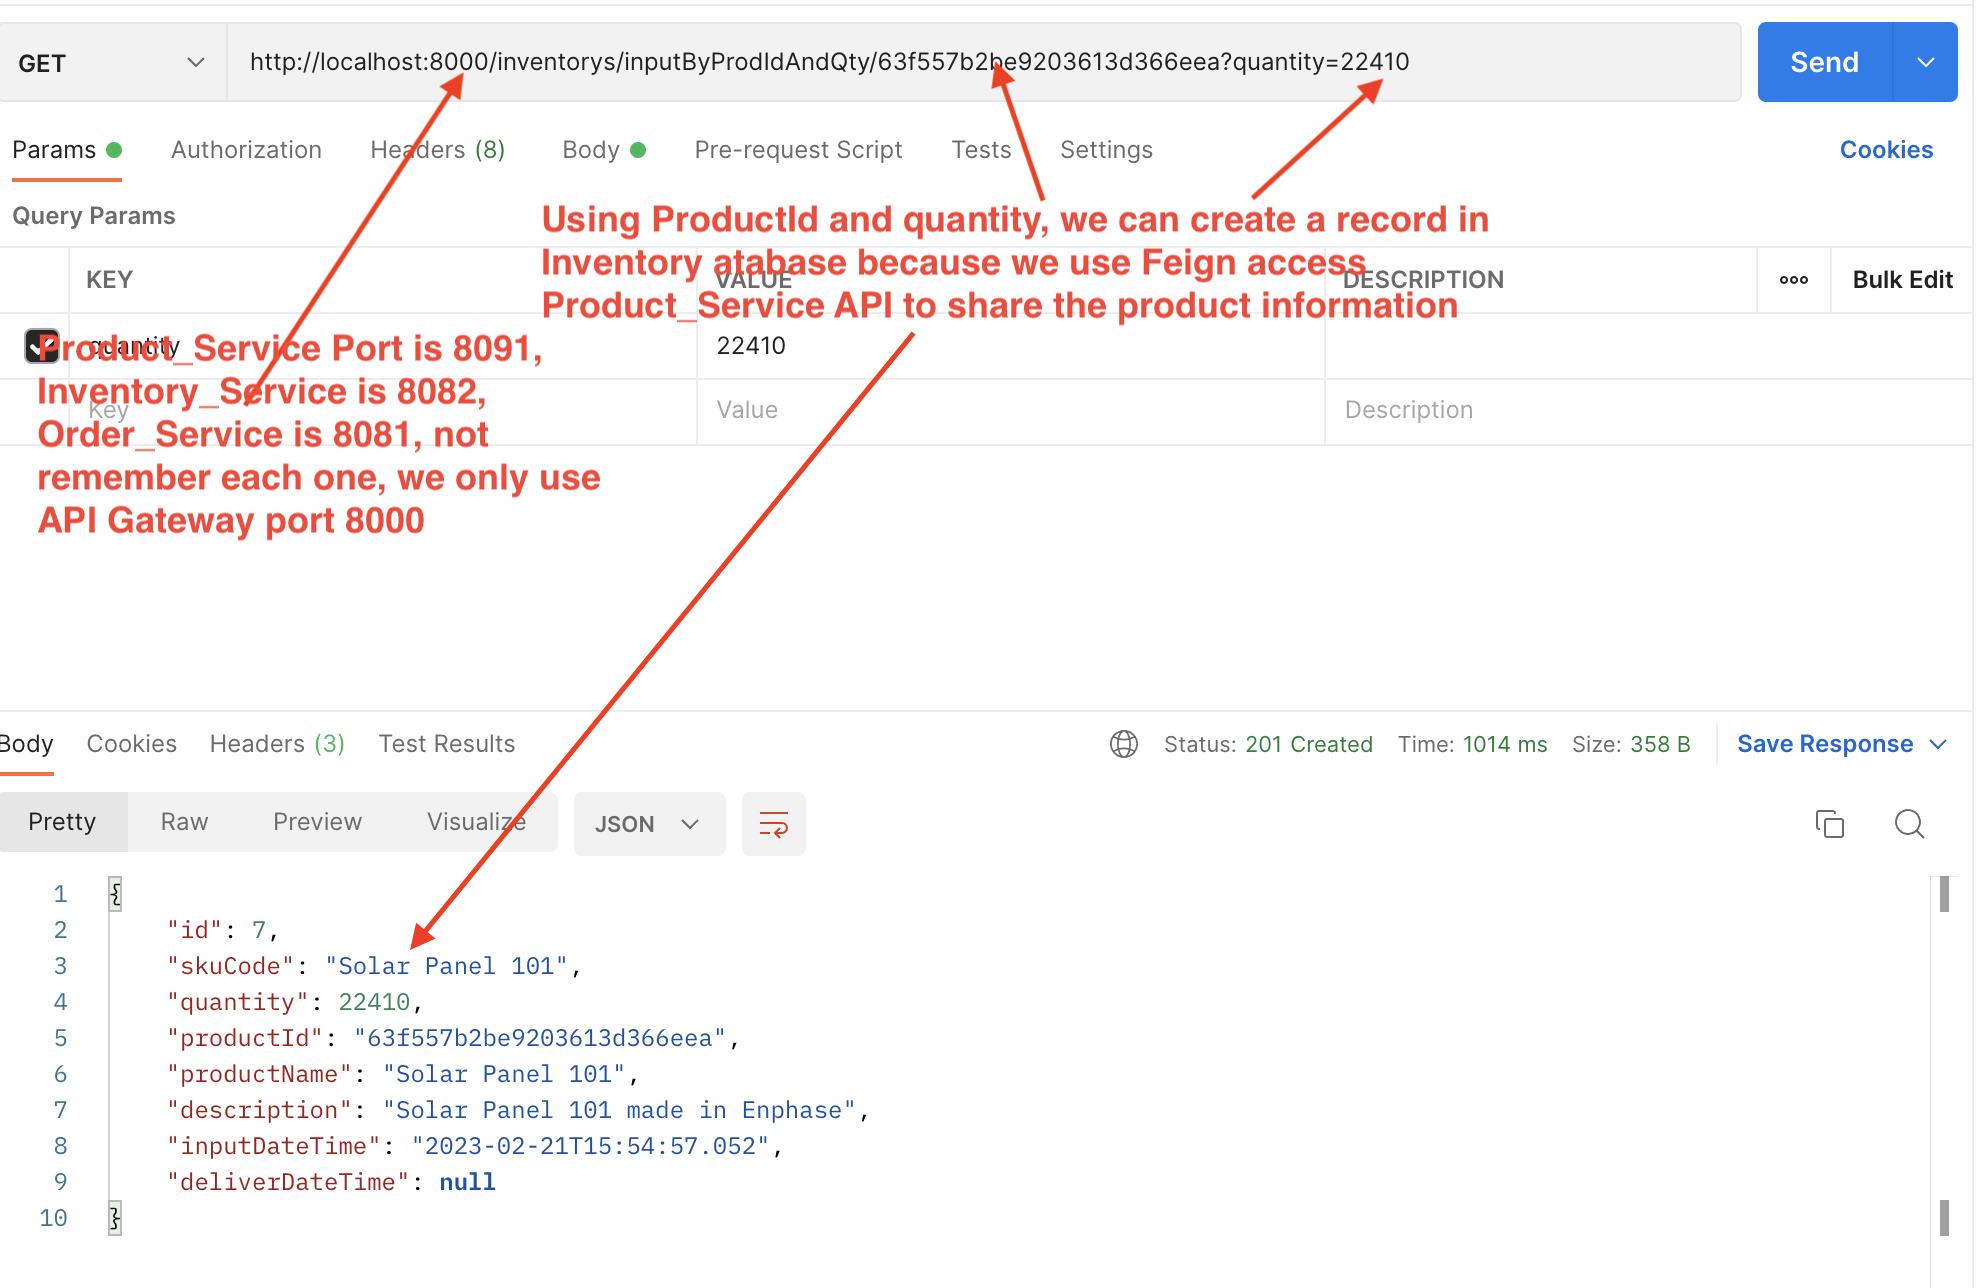 GET http://localhost:8000/inventorys/inputByProdIdAndQty/63f557b2be9203613d366eea?quantity=22410 Send
Params Authorization Headers (8) Body Pre-request Script Tests Settings Cookies
Query Params
Using ProductId and quantity, we can create a record in
Inventory atabase because we use Feign access
Product_Service API to share the product information
KEY VALUE DESCRIPTION ooo Bulk Edit
quantity 22410
Key Value Description
Product_Service Port is 8091,
Inventory_Service is 8082,
Order_Service is 8081, not
remember each one, we only use
API Gateway port 8000
Body Cookies Headers (3) Test Results Status: 201 Created Time: 1014 ms Size: 358 B Save Response
Pretty Raw Preview Visualize JSON
1 {
2 "id": 7,
3 "skuCode": "Solar Panel 101",
4 "quantity": 22410,
5 "productId": "63f557b2be9203613d366eea",
6 "productName": "Solar Panel 101",
7 "description": "Solar Panel 101 made in Enphase",
8 "inputDateTime": "2023-02-21T15:54:57.052",
9 "deliverDateTime": null
10 }